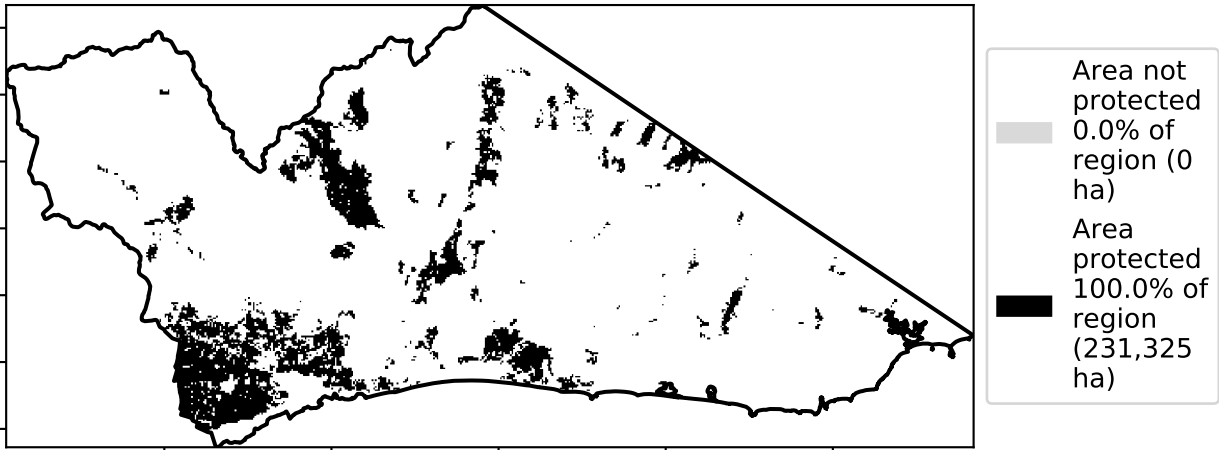 Area not
protected
0.0% of
region (0
ha)
Area
protected
100.0% of
region
(231,325
ha)